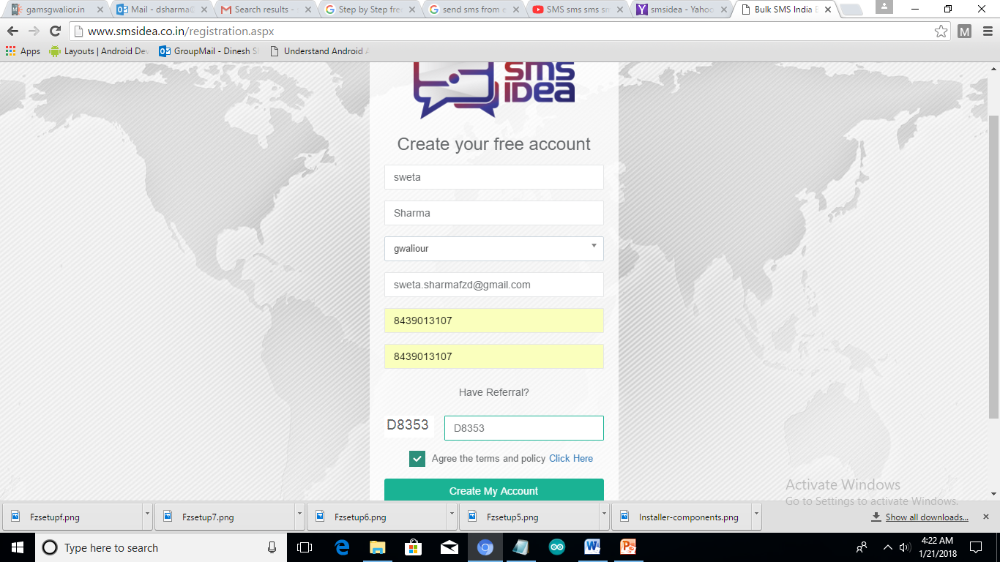 gamsgwalior.in
Mail - dsharma@
Search results -
Step by Step fre
send sms from e
SMS sms sms sm
smsidea - Yahoo
Bulk SMS India
www.smsidea.co.in/registration.aspx
M
Apps
Layouts | Android Dev
GroupMail - Dinesh S
Understand Android
sms
IDea
Create your free account
sweta
Sharma
gwaliour
sweta.sharmafzd@gmail.com
8439013107
8439013107
Have Referral?
D8353 D8353
Agree the terms and policy Click Here
Create My Account
Activate Windows
Go to Settings to activate Windows.
Fzsetupf.png
Fzsetup7.png
Fzsetup6.png
Fzsetup5.png
Installer-components.png
Show all downloads...
Type here to search
4:22 AM
1/21/2018